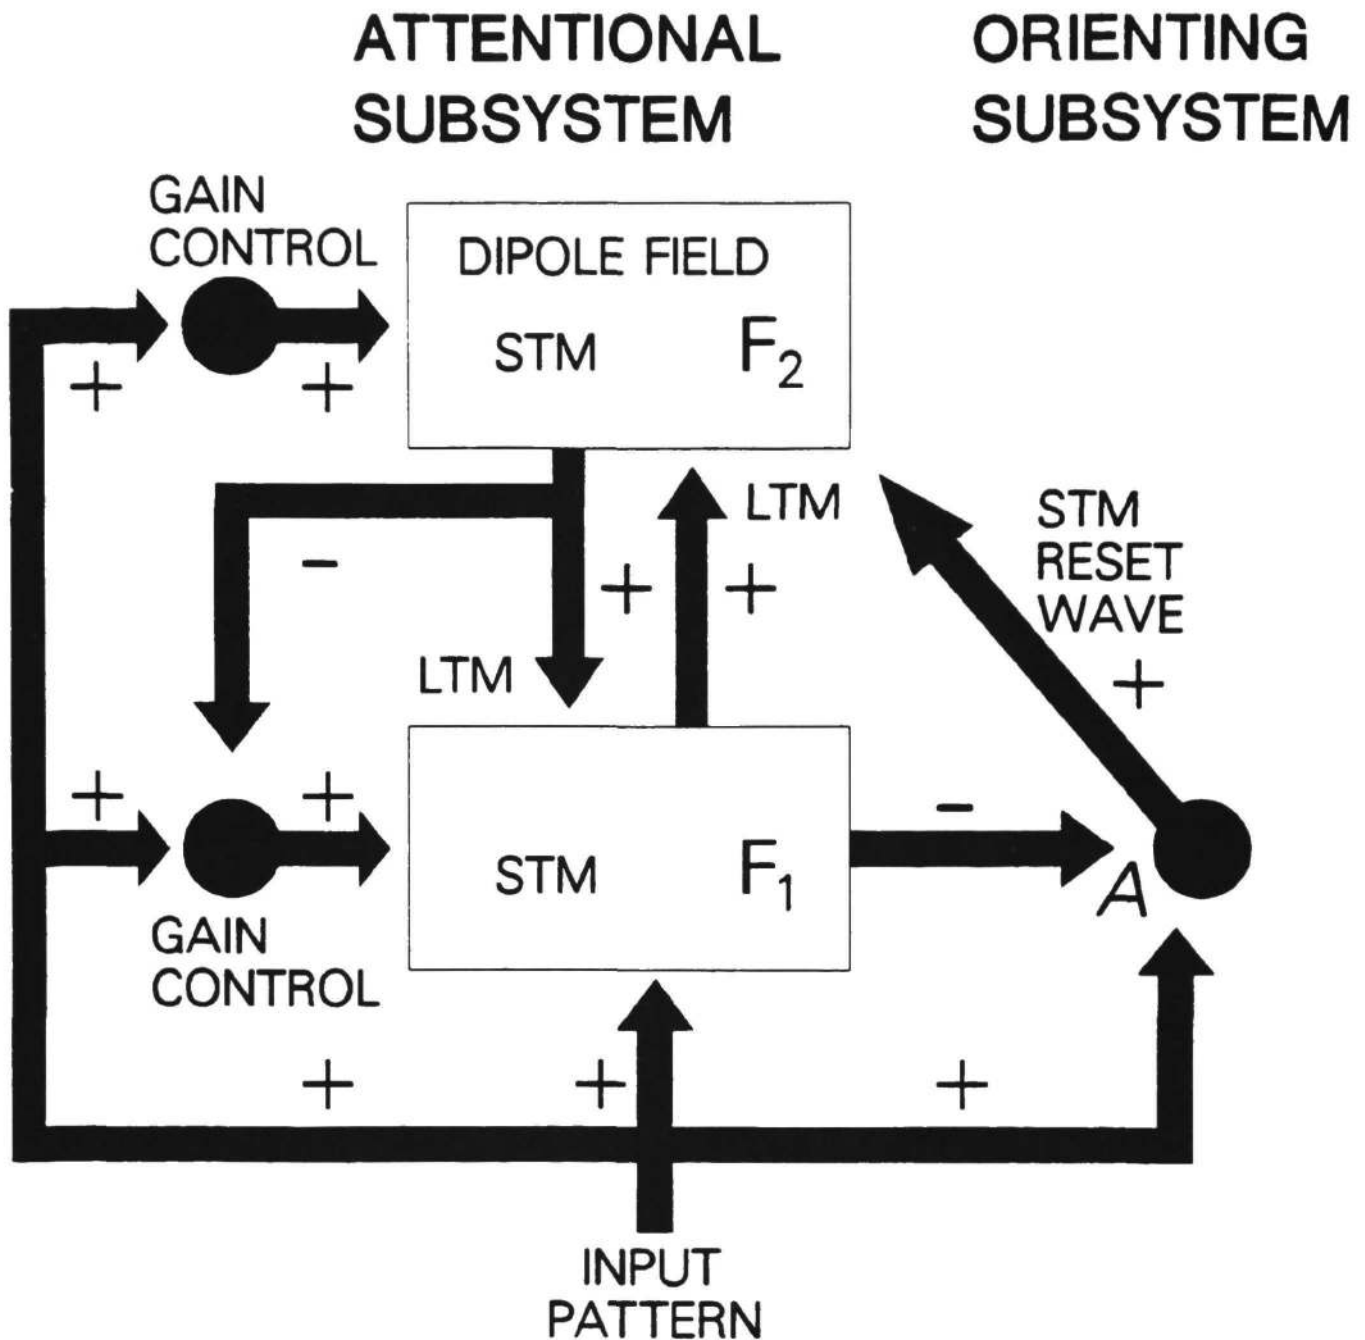 ATTENTIONAL
SUBSYSTEM
ORIENTING
SUBSYSTEM
GAIN
CONTROL
DIPOLE FIELD
STM F₂
+ +
LTM
STM
RESET
WAVE
-
+ +
LTM
+
+ +
-
STM F₁
A
GAIN
CONTROL
+ + +
INPUT
PATTERN